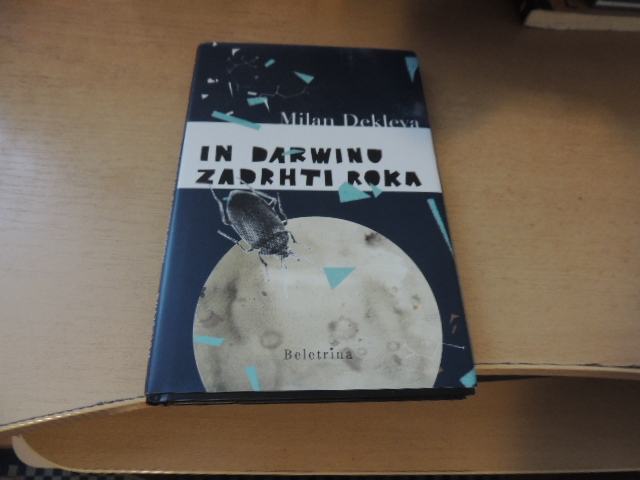 Milan Dekleva
IN DARWINU
ZADRHTI ROKA
Beletrina